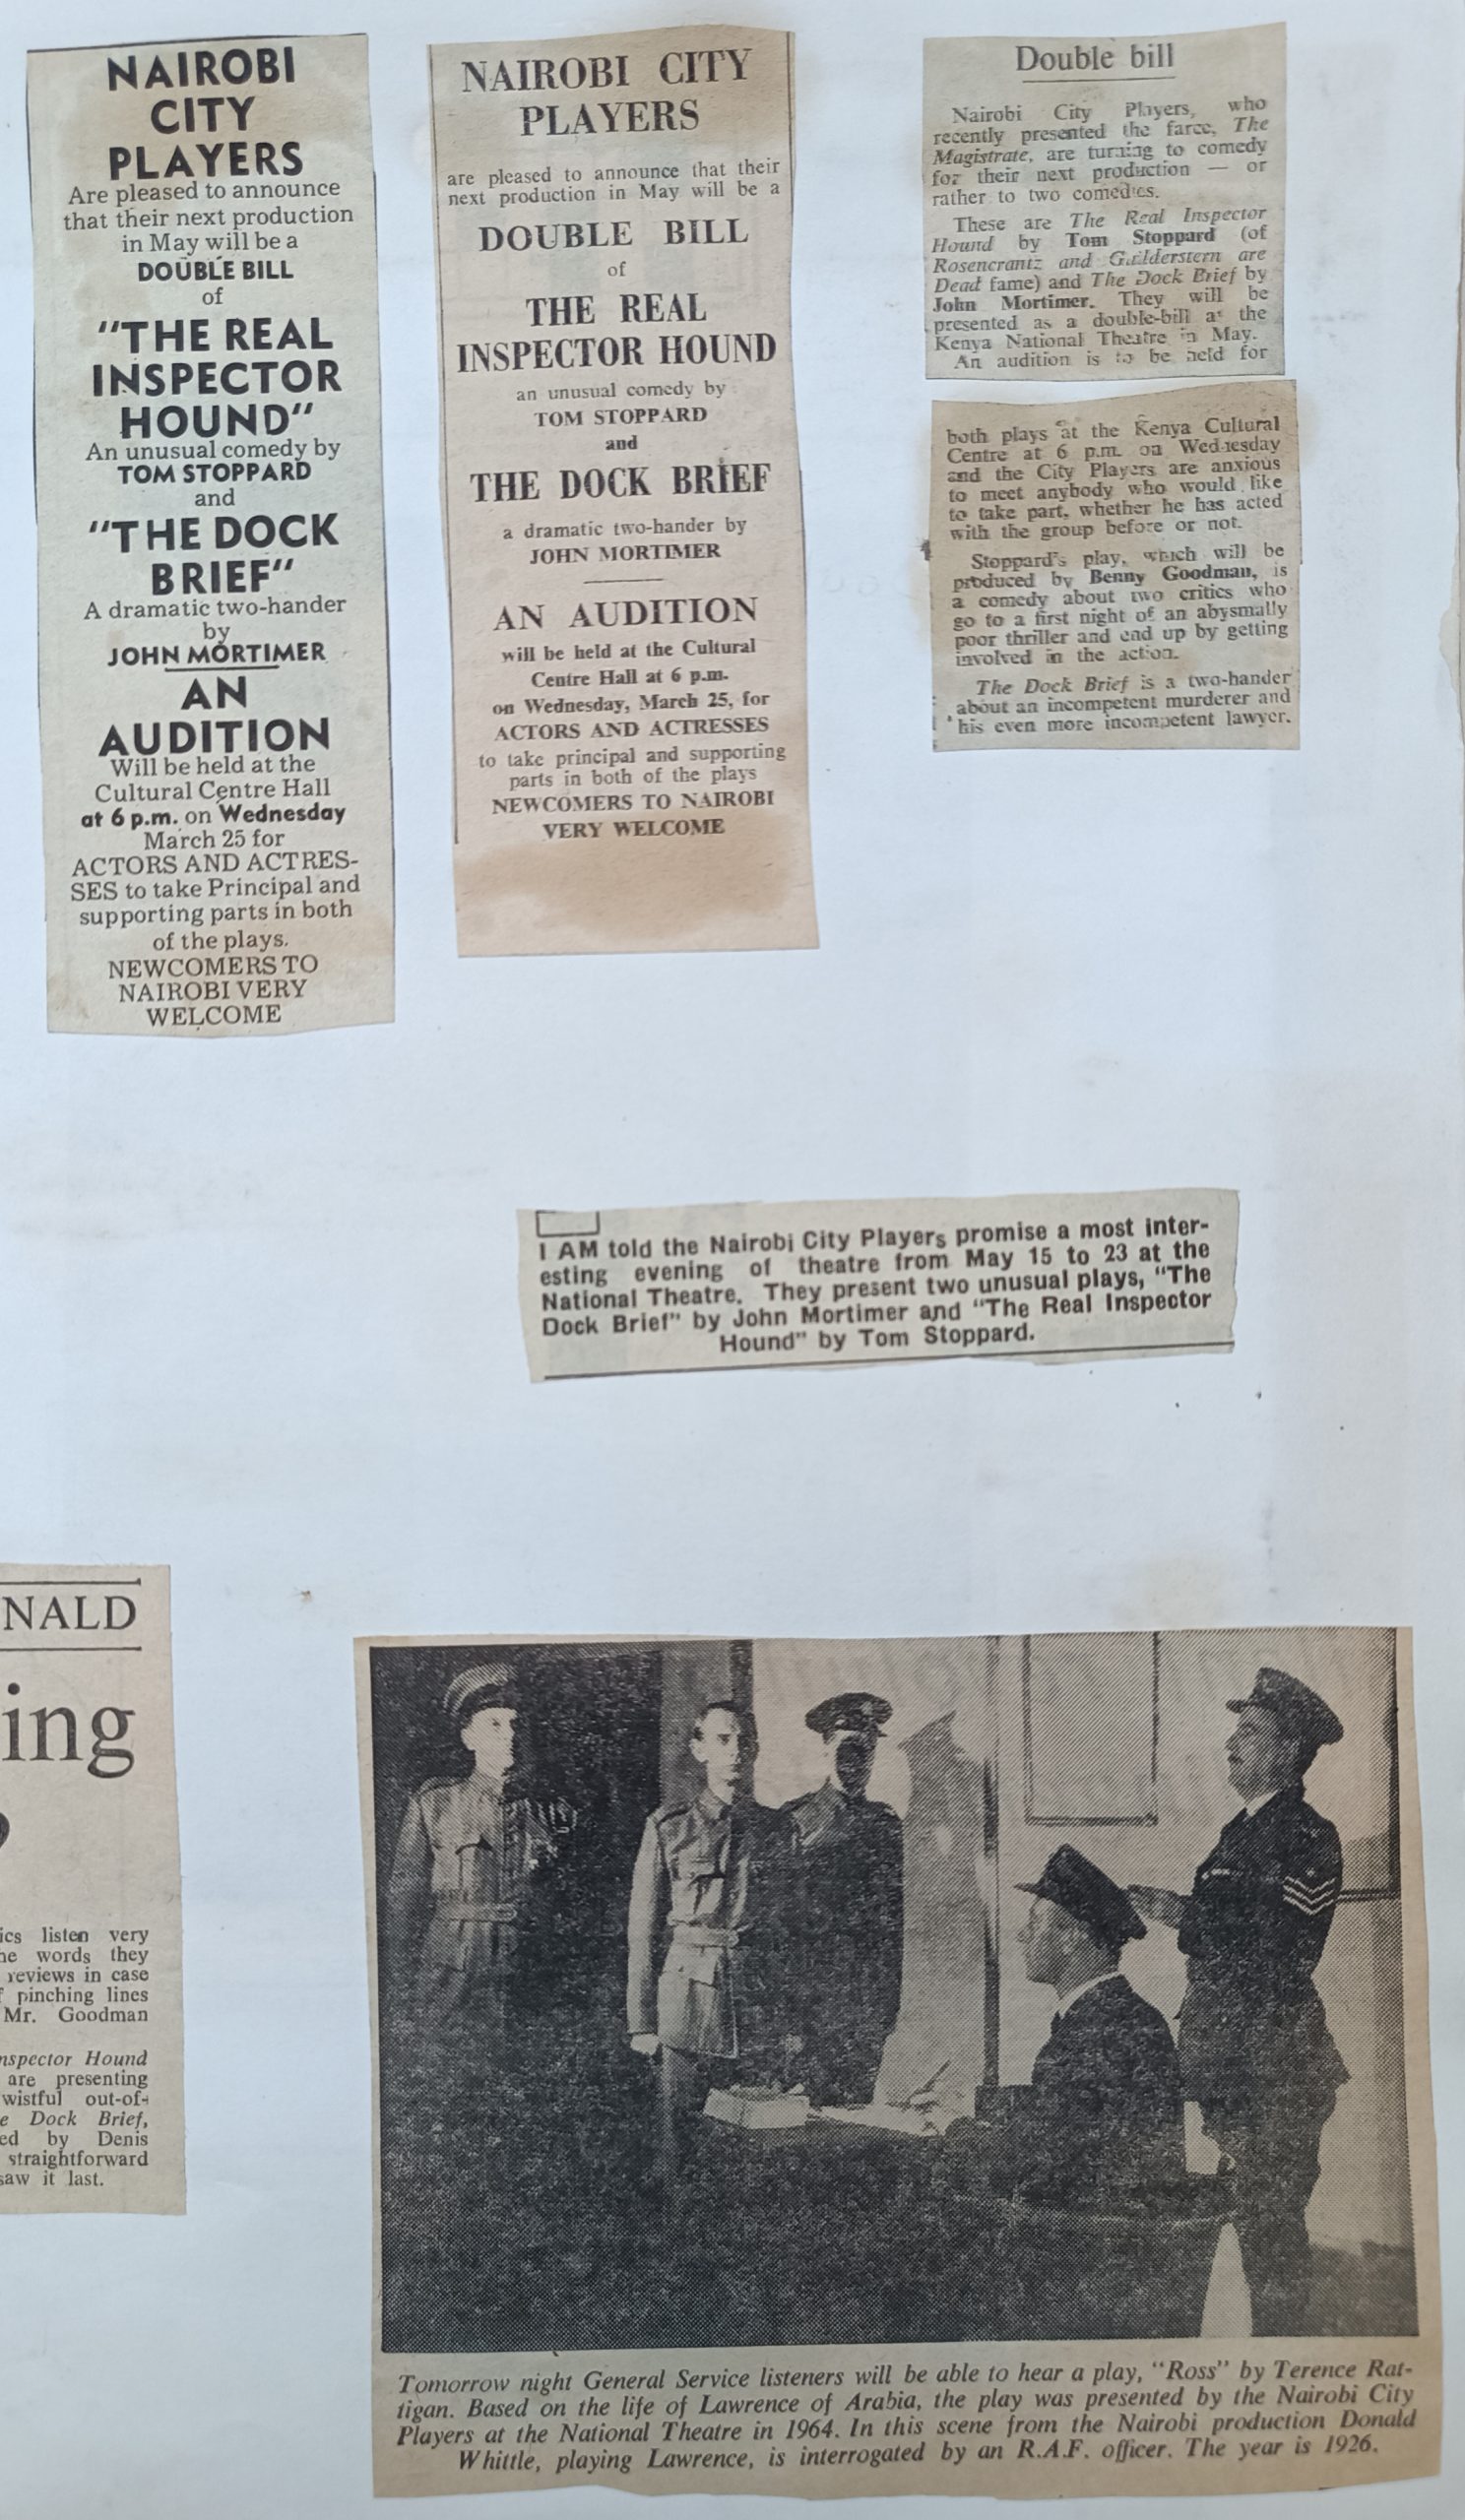 NAIROBI
CITY
PLAYERS
Are pleased to announce
that their next production
in May will be a
DOUBLE BILL
of
"THE REAL
INSPECTOR
HOUND"
An unusual comedy by
TOM STOPPARD
and
"THE DOCK
BRIEF"
A dramatic two-hander
by
JOHN MORTIMER
AN
AUDITION
Will be held at the
Cultural Centre Hall
at 6 p.m. on Wednesday
March 25 for
ACTORS AND ACTRES-
SES to take Principal and
supporting parts in both
of the plays.
NEWCOMERS TO
NAIROBI VERY
WELCOME
NAIROBI CITY
PLAYERS
are pleased to announce that their
next production in May will be a
DOUBLE BILL
of
THE REAL
INSPECTOR HOUND
an unusual comedy by
TOM STOPPARD
and
THE DOCK BRIEF
a dramatic two-hander by
JOHN MORTIMER
AN AUDITION
will be held at the Cultural
Centre Hall at 6 p.m.
on Wednesday, March 25, for
ACTORS AND ACTRESSES
to take principal and supporting
parts in both of the plays
NEWCOMERS TO NAIROBI
VERY WELCOME
Double bill
Nairobi City Players, who
recently presented the farce, The
Magistrate, are turning to comedy
for their next production — or
rather to two comedies.
These are The Real Inspector
Hound by Tom Stoppard (of
Rosencrantz and Guilderstern are
Dead fame) and The Dock Brief by
John Mortimer. They will be
presented as a double-bill at the
Kenya National Theatre in May.
An audition is to be held for
both plays at the Kenya Cultural
Centre at 6 p.m. on Wednesday
and the City Players are anxious
to meet anybody who would like
to take part, whether he has acted
with the group before or not.
Stoppard's play, which will be
produced by Benny Goodman, is
a comedy about two critics who
go to a first night of an abysmally
poor thriller and end up by getting
involved in the action.
The Dock Brief is a two-hander
about an incompetent murderer and
his even more incompetent lawyer.
I AM told the Nairobi City Players promise a most inter-
esting evening of theatre from May 15 to 23 at the
National Theatre. They present two unusual plays, "The
Dock Brief" by John Mortimer and "The Real Inspector
Hound" by Tom Stoppard.
NALD
ing
ics listen very
he words they
reviews in case
f pinching lines
Mr. Goodman
nspector Hound
are presenting
wistful out-of-
e Dock Brief,
ed by Denis
straightforward
saw it last.
Tomorrow night General Service listeners will be able to hear a play, "Ross" by Terence Rat-
tigan. Based on the life of Lawrence of Arabia, the play was presented by the Nairobi City
Players at the National Theatre in 1964. In this scene from the Nairobi production Donald
Whittle, playing Lawrence, is interrogated by an R.A.F. officer. The year is 1926.